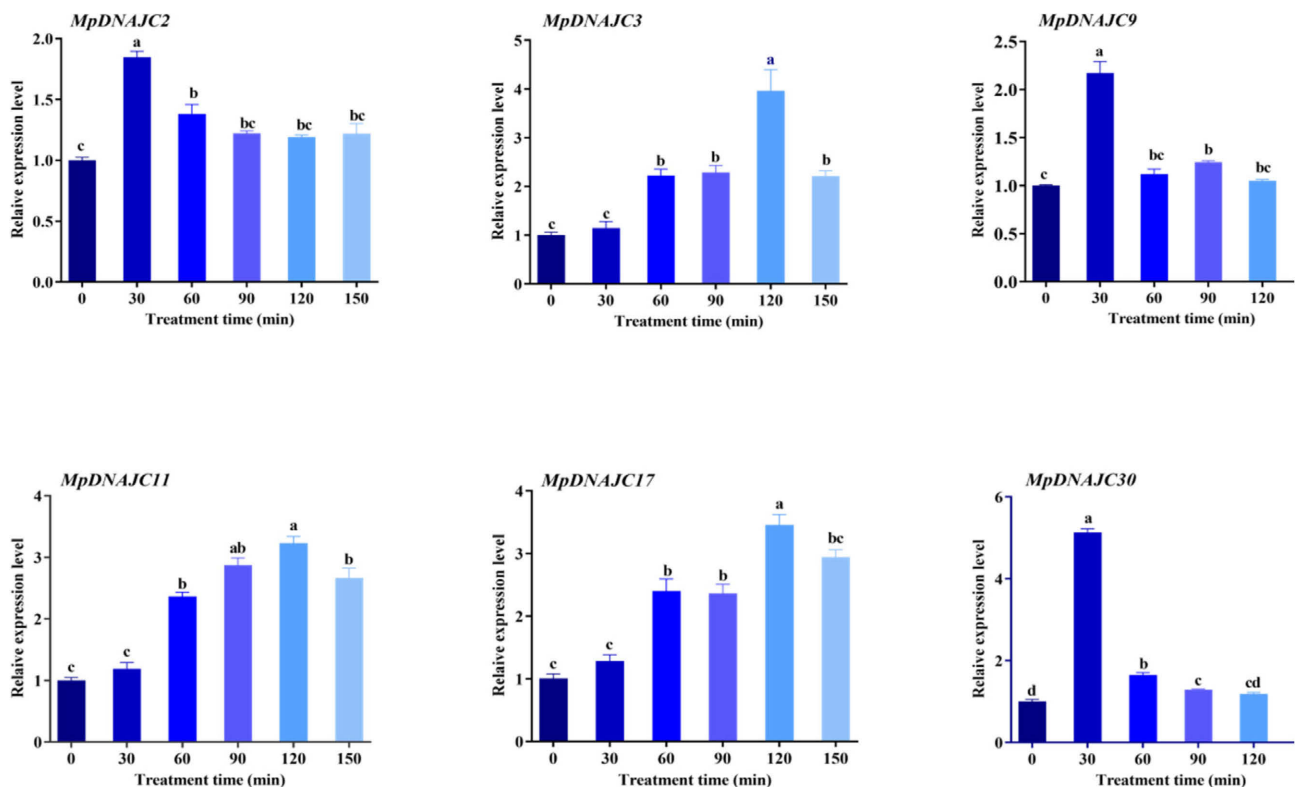 MpDNAJC2
Relaive expression level
2.0
1.5
1.0
0.5
0.0
c
a
b
bc
bc
bc
0 30 60 90 120 150
Treatment time (min)
MpDNAJC3
Relaive expression level
5
4
3
2
1
0
c
c
b
b
a
b
0 30 60 90 120 150
Treatment time (min)
MpDNAJC9
Relaive expression level
2.5
2.0
1.5
1.0
0.5
0.0
c
a
bc
b
bc
0 30 60 90 120
Treatment time (min)
MpDNAJC11
Relaive expression level
4
3
2
1
0
c
c
b
ab
a
b
0 30 60 90 120 150
Treatment time (min)
MpDNAJC17
Relaive expression level
4
3
2
1
0
c
c
b
b
a
bc
0 30 60 90 120 150
Treatment time (min)
MpDNAJC30
Relaive expression level
6
4
2
0
d
a
b
c
cd
0 30 60 90 120
Treatment time (min)